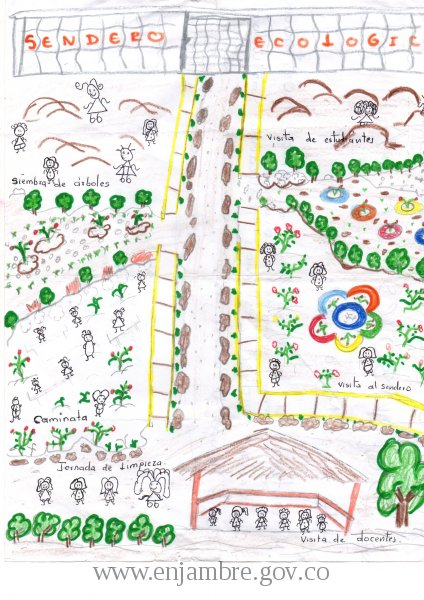 SENDERO ECOLOGIC
Visita de estudiantes
Siembra de árboles
Visita al sendero
Caminata
Jornada de limpieza
Visita de docentes.
www.enjambre.gov.co